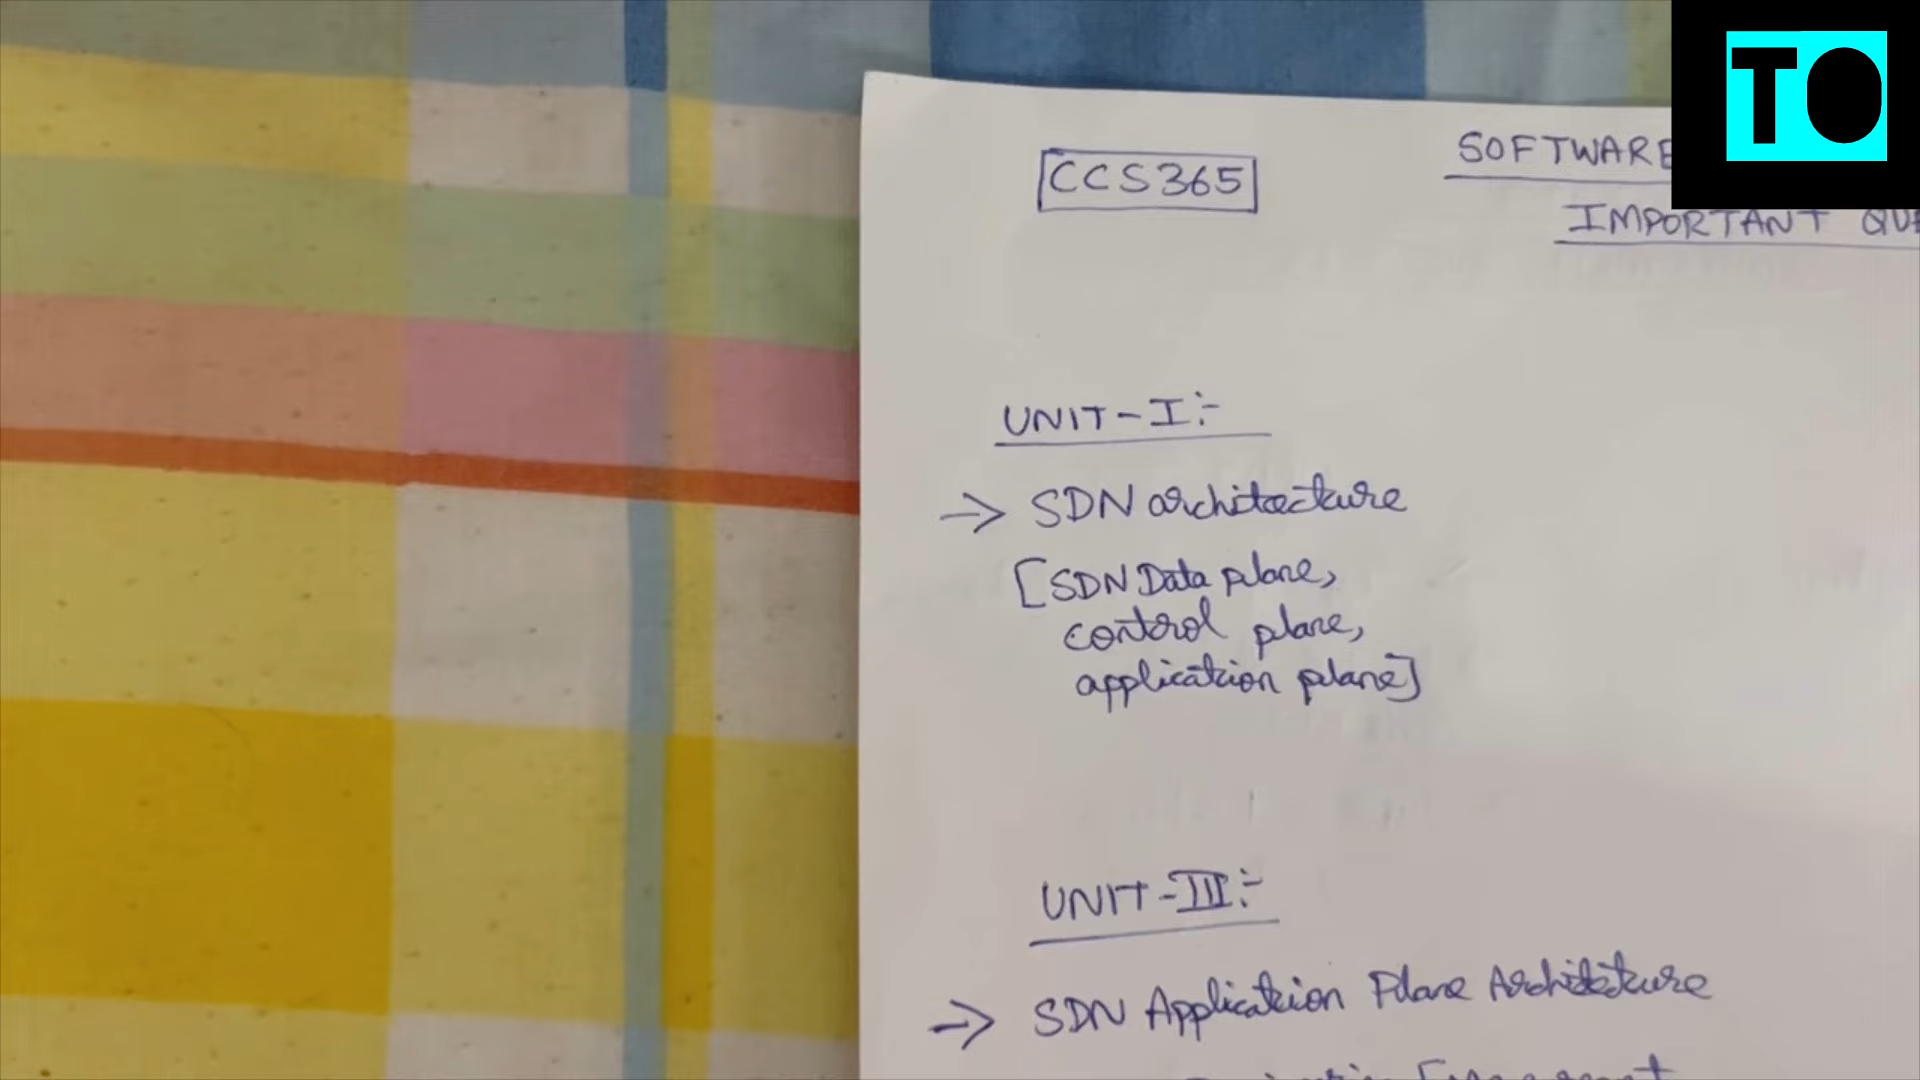 TO
CCS365
SOFTWARE
IMPORTANT QUE
UNIT-I:-
→ SDN architecture
[SDN Data plane,
control plane,
application plane]
UNIT-III:-
→ SDN Application Plane Architecture